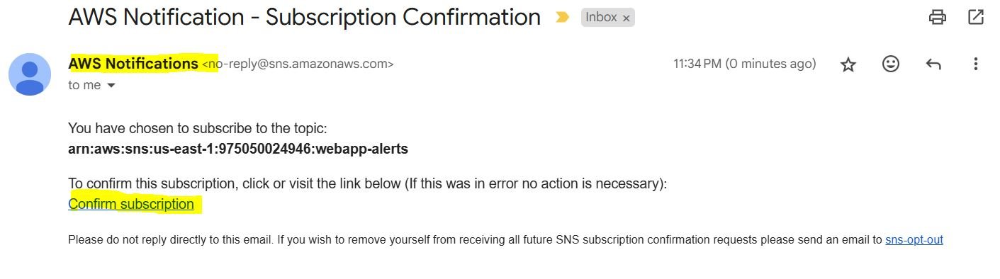 AWS Notification - Subscription Confirmation Inbox ×
AWS Notifications <no-reply@sns.amazonaws.com> 11:34 PM (0 minutes ago)
to me
You have chosen to subscribe to the topic:
arn:aws:sns:us-east-1:975050024946:webapp-alerts
To confirm this subscription, click or visit the link below (If this was in error no action is necessary):
Confirm subscription
Please do not reply directly to this email. If you wish to remove yourself from receiving all future SNS subscription confirmation requests please send an email to sns-opt-out